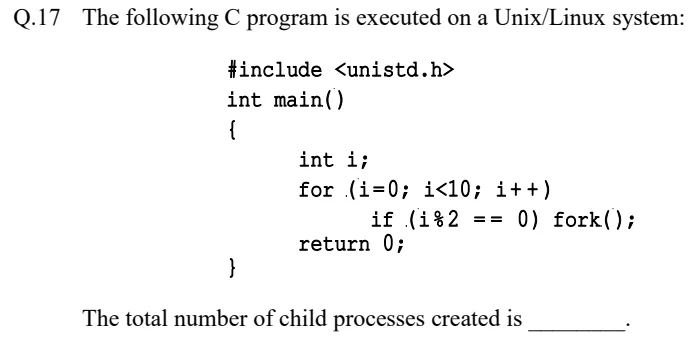 Q.17 The following C program is executed on a Unix/Linux system:
#include <unistd.h>
int main()
{
int i;
for (i=0; i<10; i++)
if (i%2 == 0) fork();
return 0;
}
The total number of child processes created is ________.